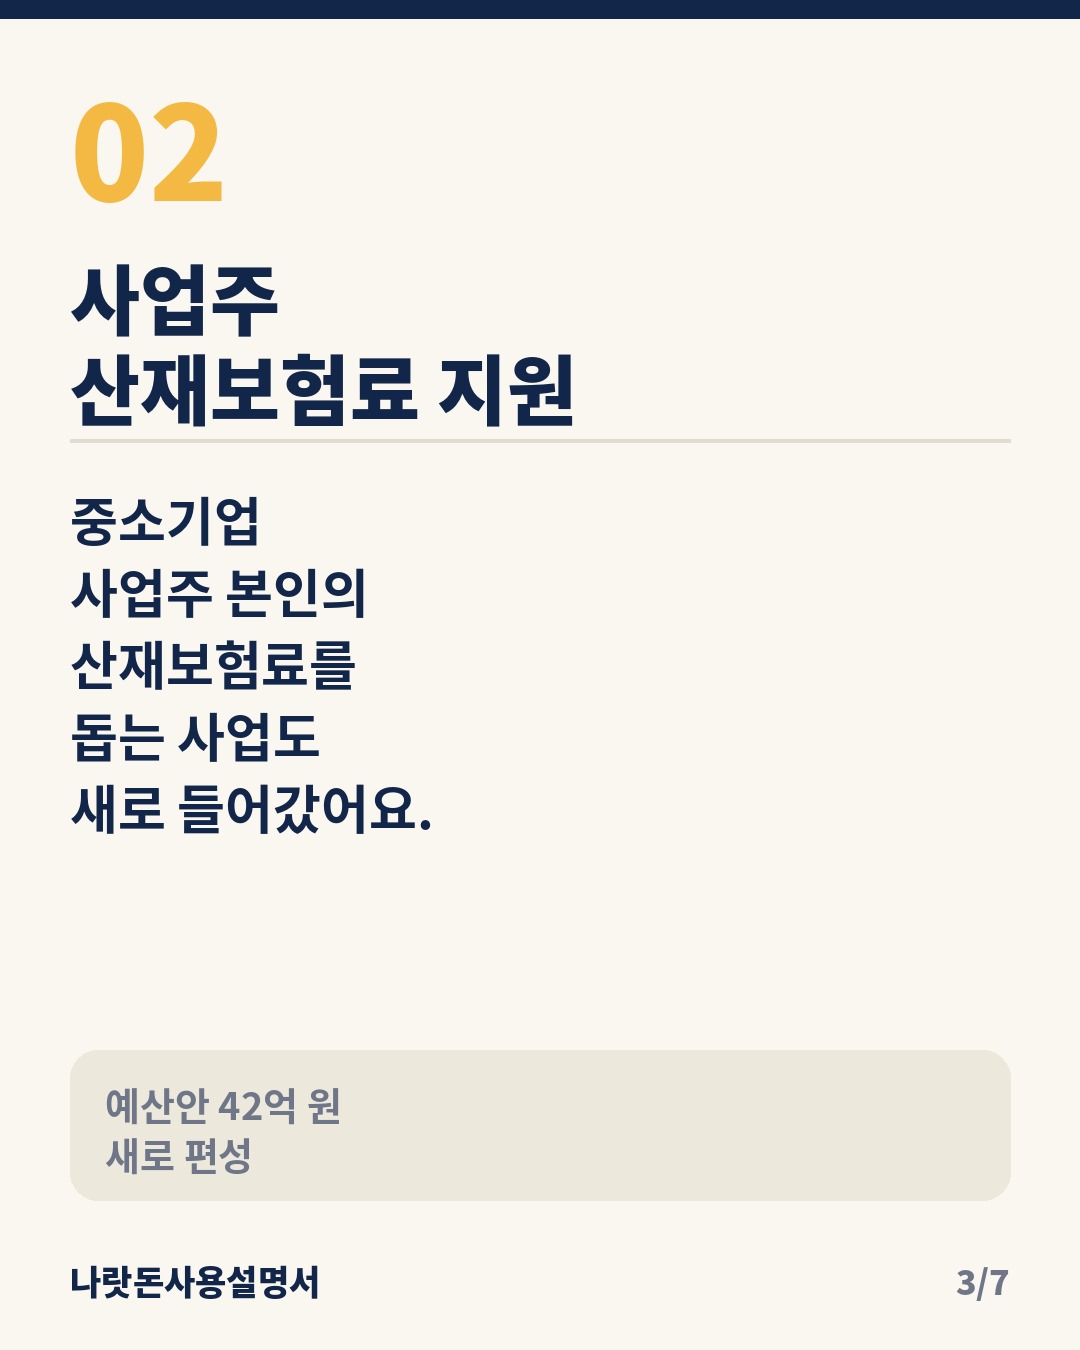 02
사업주
산재보험료 지원
중소기업
사업주 본인의
산재보험료를
돕는 사업도
새로 들어갔어요.
예산안 42억 원
새로 편성
나랏돈사용설명서
3/7